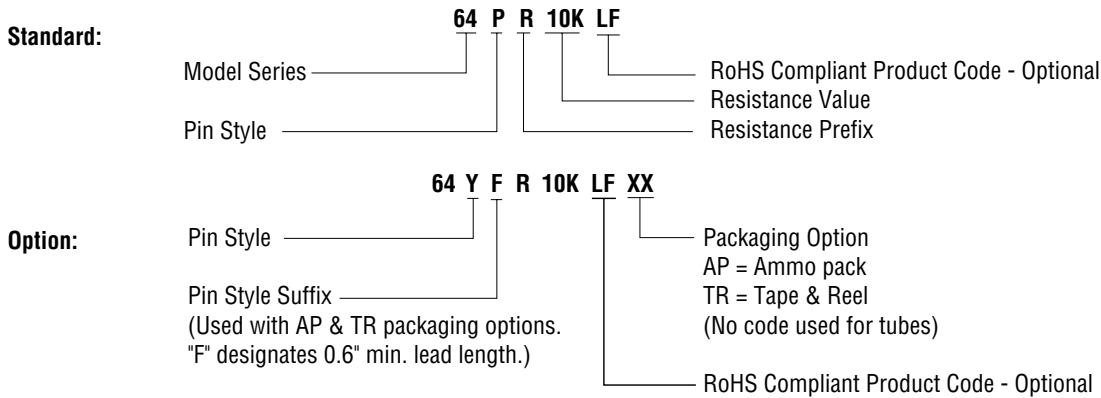 64 P R 10K LF
Standard:
Model Series
RoHS Compliant Product Code - Optional
Resistance Value
Pin Style
Resistance Prefix
64 Y F R 10K LF XX
Option:
Pin Style
Packaging Option
AP = Ammo pack
TR = Tape & Reel
(No code used for tubes)
Pin Style Suffix
(Used with AP & TR packaging options.
"F" designates 0.6" min. lead length.)
RoHS Compliant Product Code - Optional